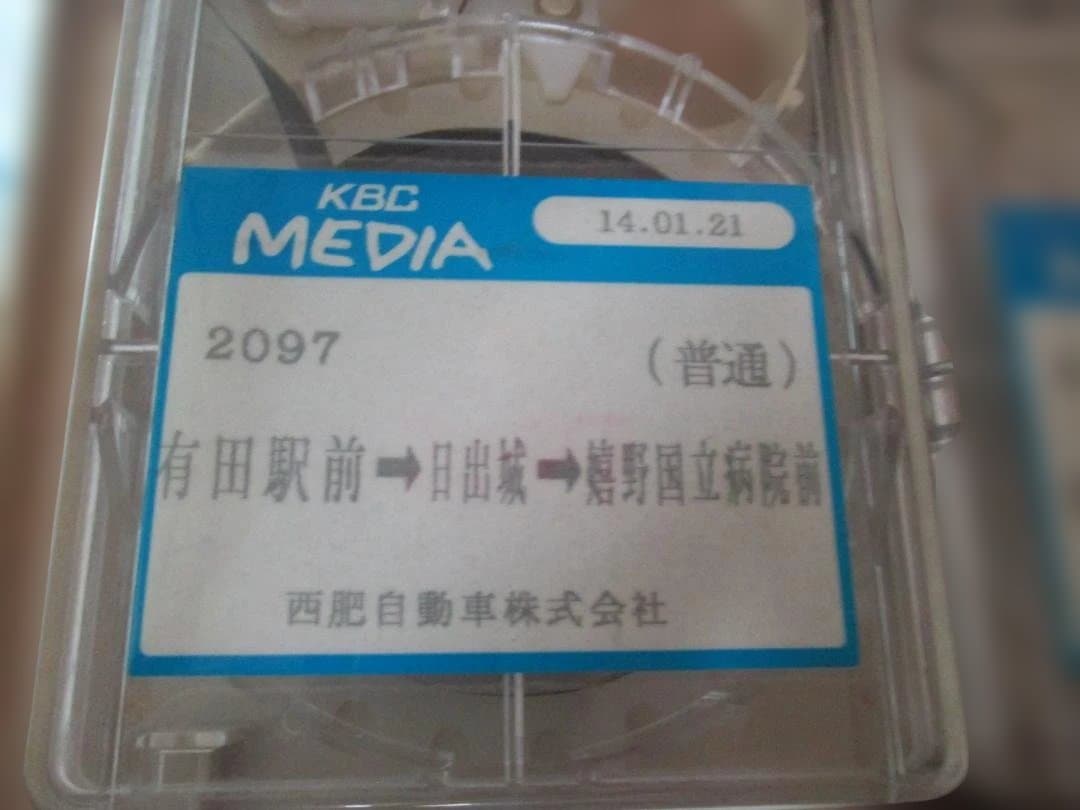 KBC
MEDIA
14.01.21
2097
(普通)
有田駅前➡日出城➡嬉野国立病院前
西肥自動車株式会社